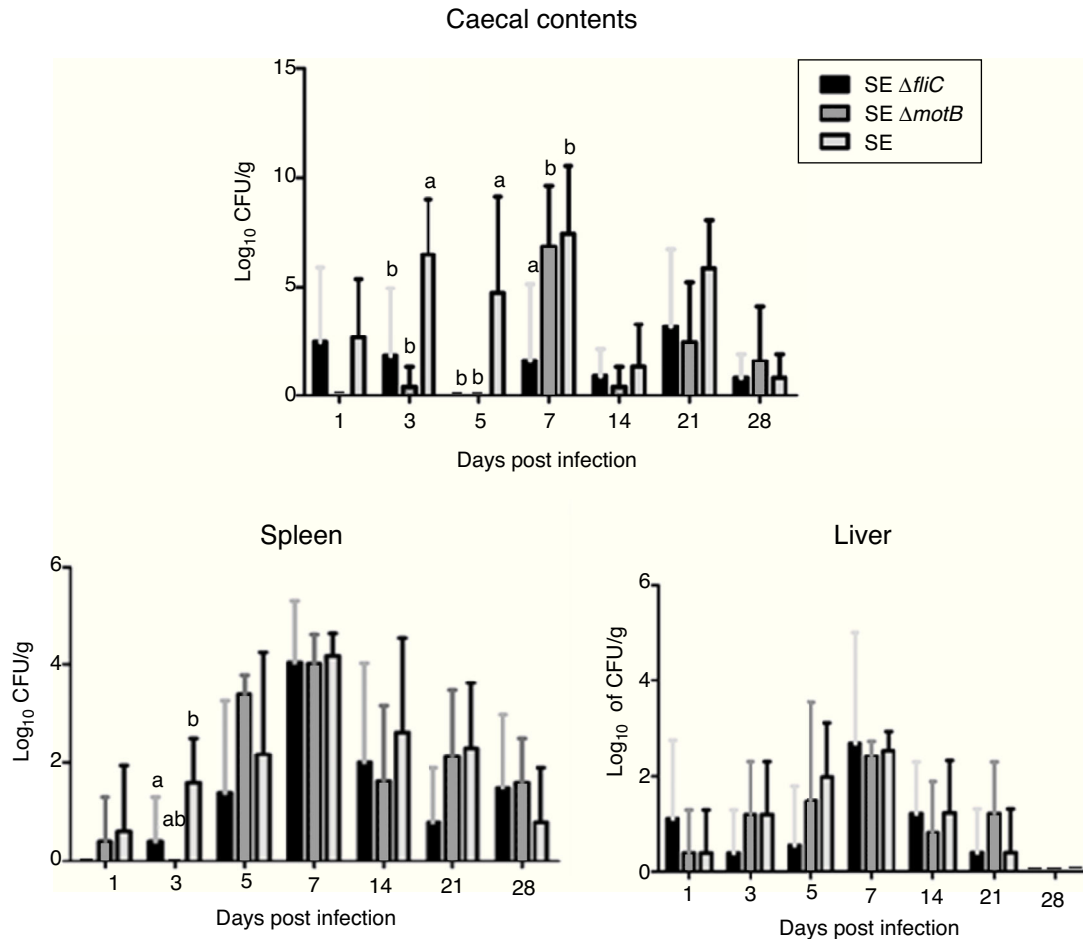 Caecal contents
SE ΔfliC
SE ΔmotB
SE
Log10 CFU/g
15
10
5
0
b
b
a
b b
a
a
b
b
1 3 5 7 14 21 28
Days post infection
Spleen
Log10 CFU/g
6
4
2
0
a
ab
b
1 3 5 7 14 21 28
Days post infection
Liver
Log10 of CFU/g
6
4
2
0
1 3 5 7 14 21 28
Days post infection